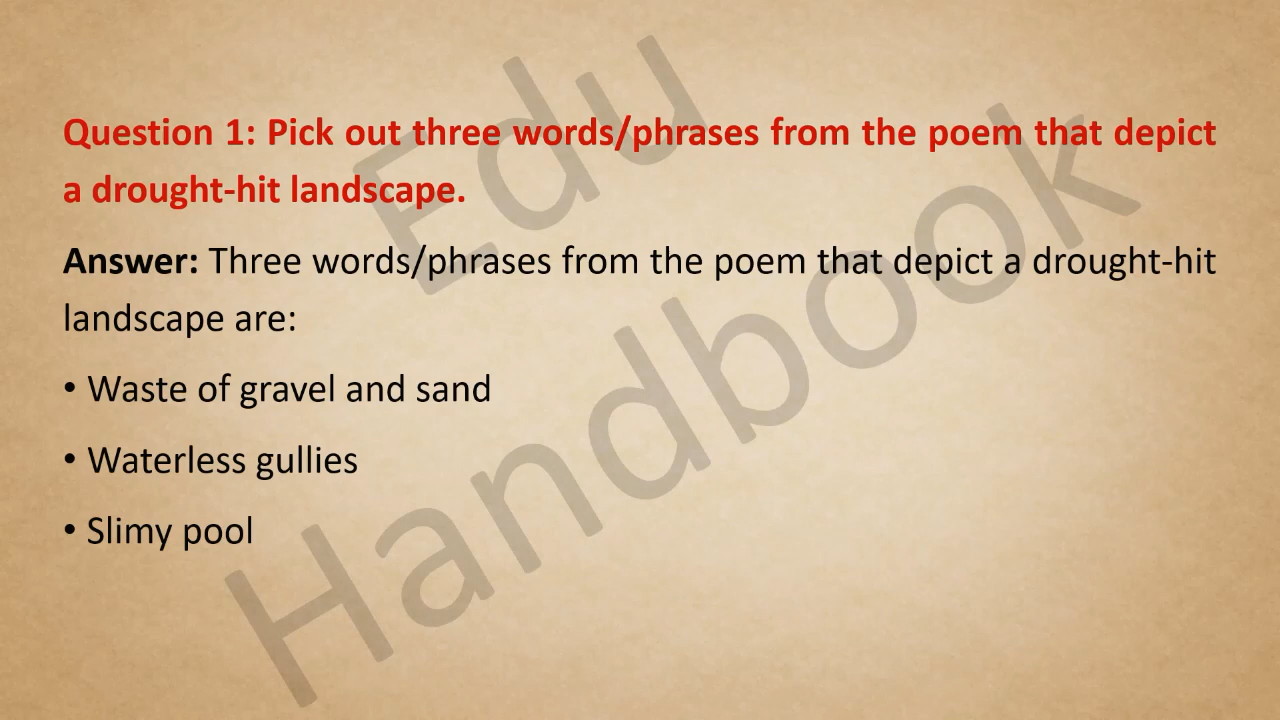 Question 1: Pick out three words/phrases from the poem that depict
a drought-hit landscape.
Answer: Three words/phrases from the poem that depict a drought-hit
landscape are:
• Waste of gravel and sand
• Waterless gullies
• Slimy pool
Edu
Handbook